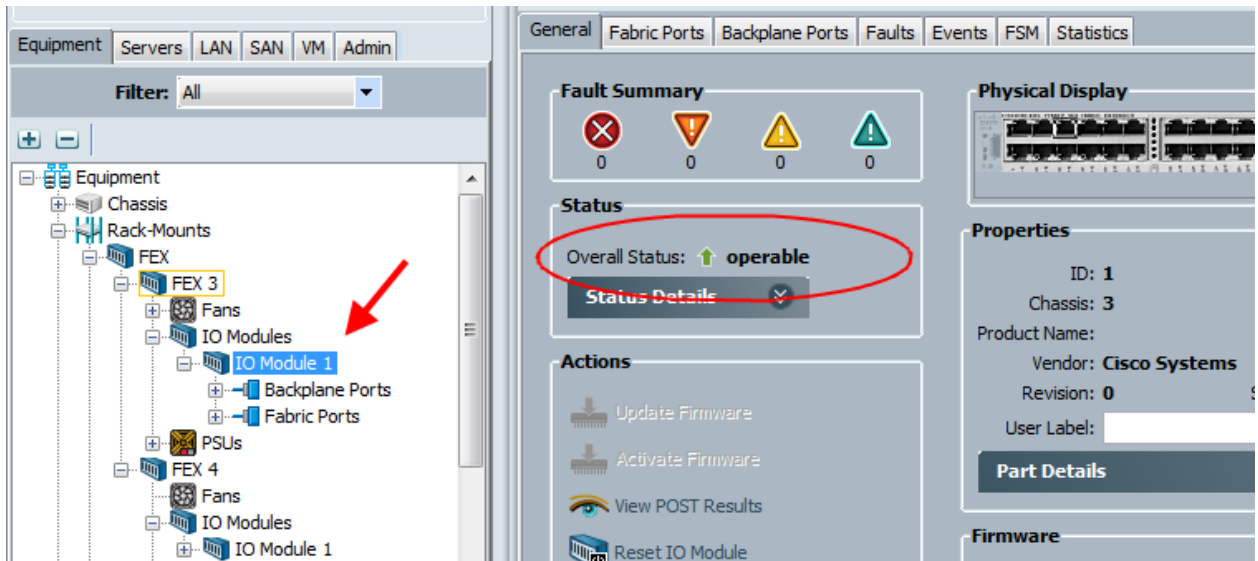 Equipment Servers LAN SAN VM Admin
Filter: All
Equipment
Chassis
Rack-Mounts
FEX
FEX 3
Fans
IO Modules
IO Module 1
Backplane Ports
Fabric Ports
PSUs
FEX 4
Fans
IO Modules
IO Module 1
General Fabric Ports Backplane Ports Faults Events FSM Statistics
Fault Summary
0 0 0 0
Status
Overall Status: operable
Status Details
Actions
Update Firmware
Activate Firmware
View POST Results
Reset IO Module
Physical Display
Properties
ID: 1
Chassis: 3
Product Name:
Vendor: Cisco Systems
Revision: 0
User Label:
Part Details
Firmware